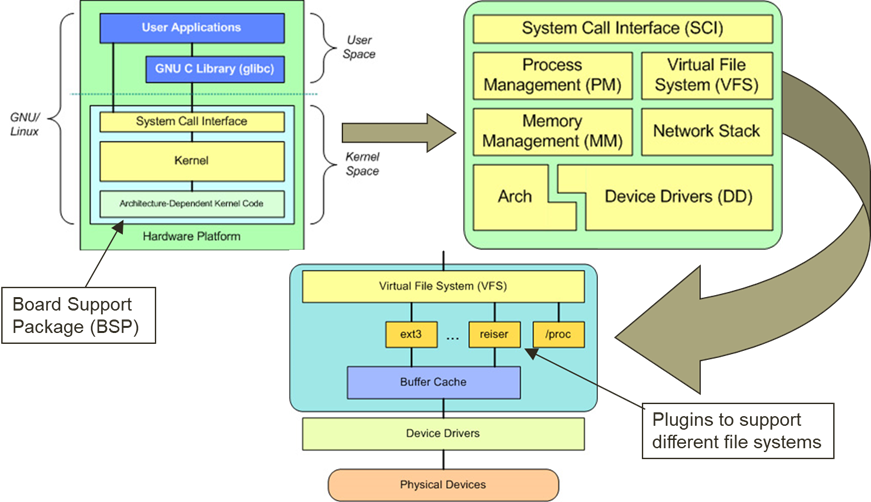 User Applications
GNU C Library (glibc)
User
Space
GNU/
Linux
System Call Interface
Kernel
Architecture-Dependent Kernel Code
Kernel
Space
Hardware Platform
Board Support
Package (BSP)
System Call Interface (SCI)
Process
Management (PM)
Virtual File
System (VFS)
Memory
Management (MM)
Network Stack
Arch
Device Drivers (DD)
Virtual File System (VFS)
ext3
...
reiser
/proc
Buffer Cache
Device Drivers
Physical Devices
Plugins to support
different file systems